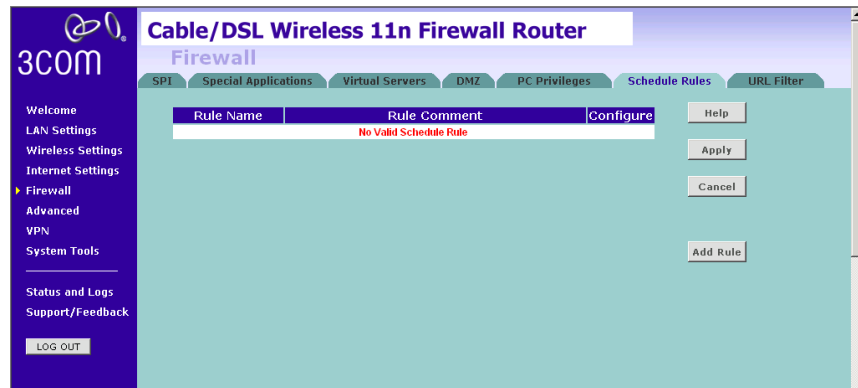 3COM
Cable/DSL Wireless 11n Firewall Router
Firewall
SPI Special Applications Virtual Servers DMZ PC Privileges Schedule Rules URL Filter
Welcome
LAN Settings
Wireless Settings
Internet Settings
Firewall
Advanced
VPN
System Tools
Status and Logs
Support/Feedback
LOG OUT
Rule Name Rule Comment Configure
No Valid Schedule Rule
Help
Apply
Cancel
Add Rule